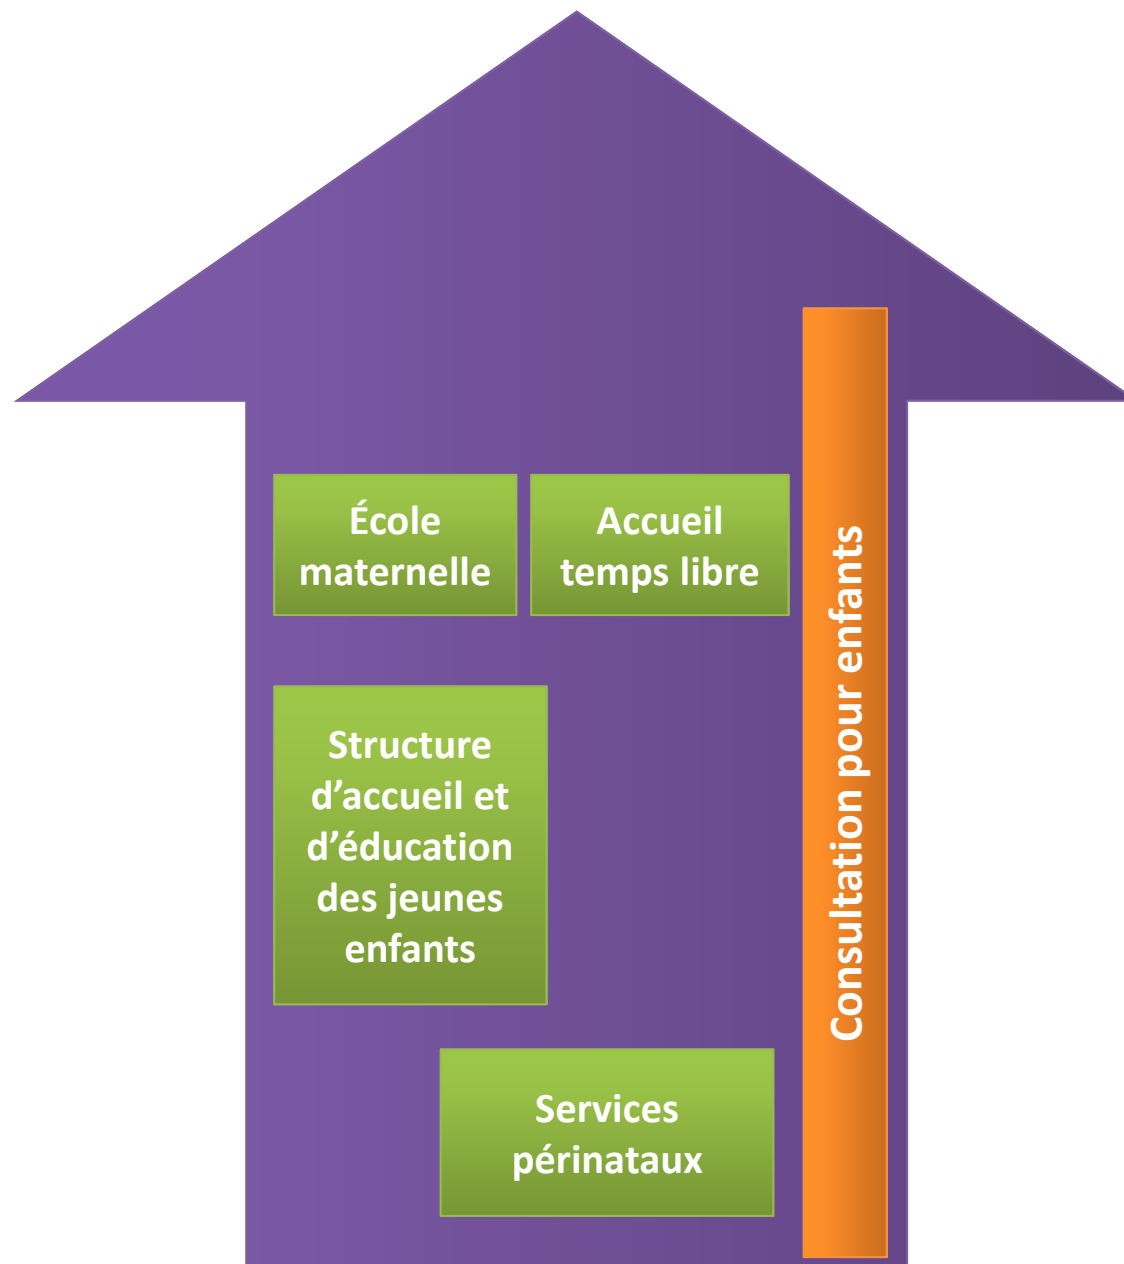 École
maternelle
Accueil
temps libre
Structure
d’accueil et
d’éducation
des jeunes
enfants
Services
périnataux
Consultation pour enfants